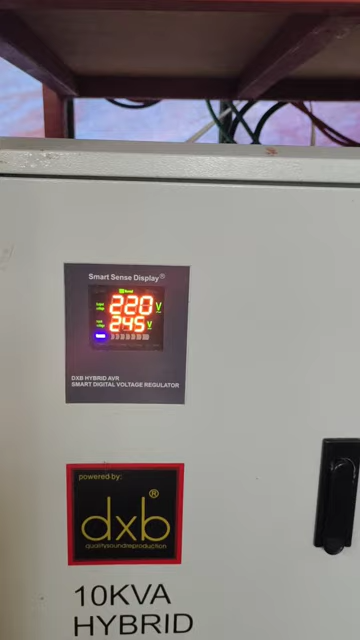 Smart Sense Display®
220 V
245 V
DXB HYBRID AVR
SMART DIGITAL VOLTAGE REGULATOR
powered by:
dxb®
qualitysoundreproduction
10KVA
HYBRID